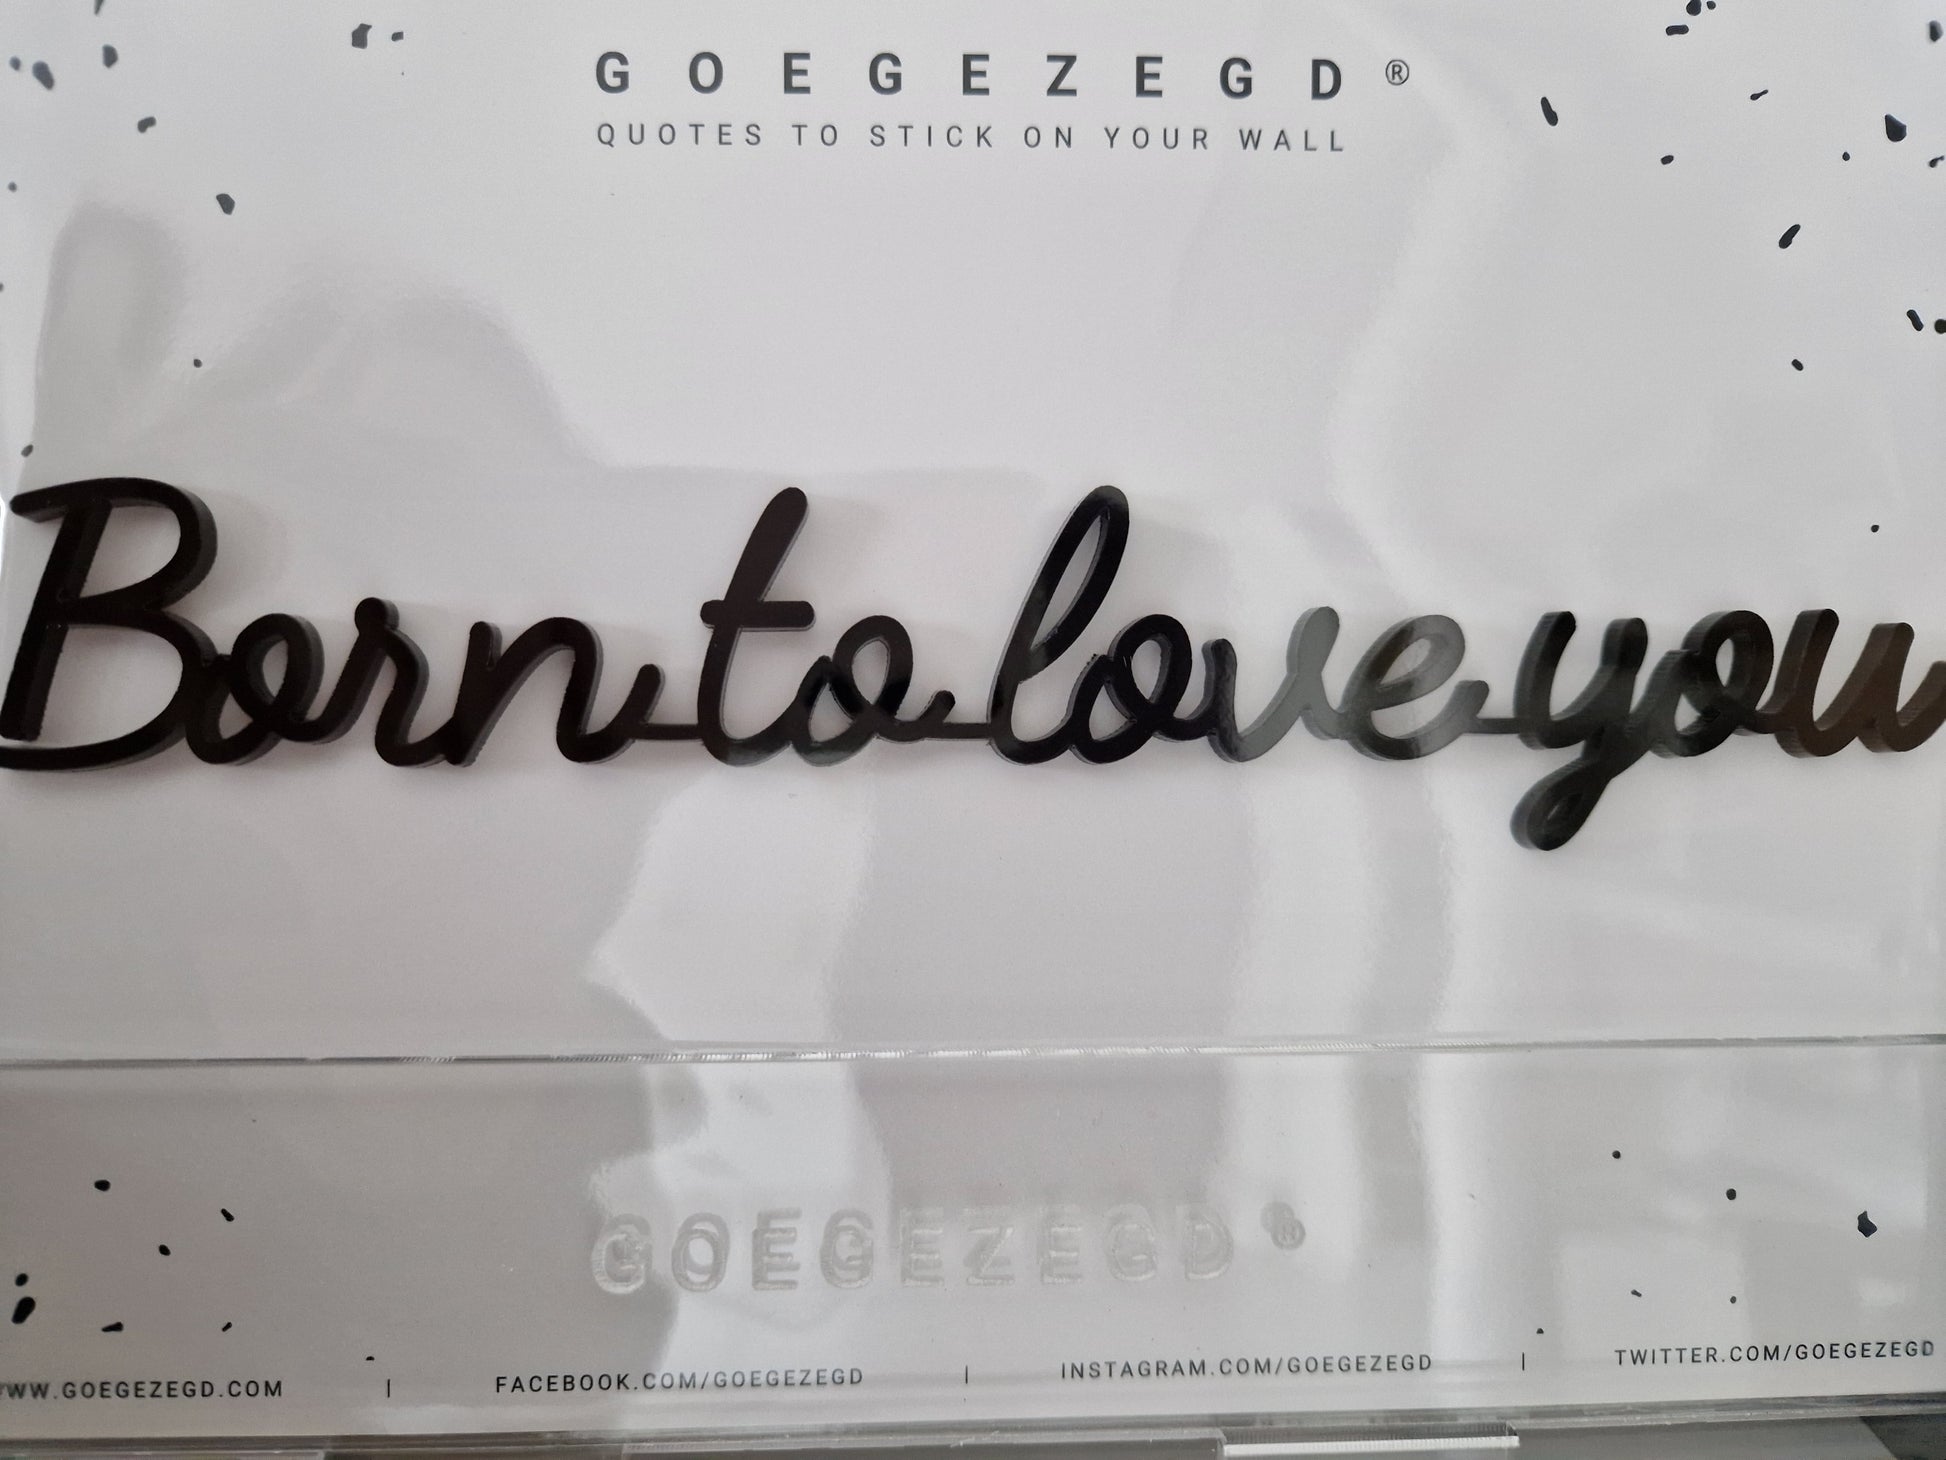 GOEGEZEGD®
QUOTES TO STICK ON YOUR WALL
Born to love you
GOEGEZEGD®
WWW.GOEGEZEGD.COM | FACEBOOK.COM/GOEGEZEGD | INSTAGRAM.COM/GOEGEZEGD | TWITTER.COM/GOEGEZEGD